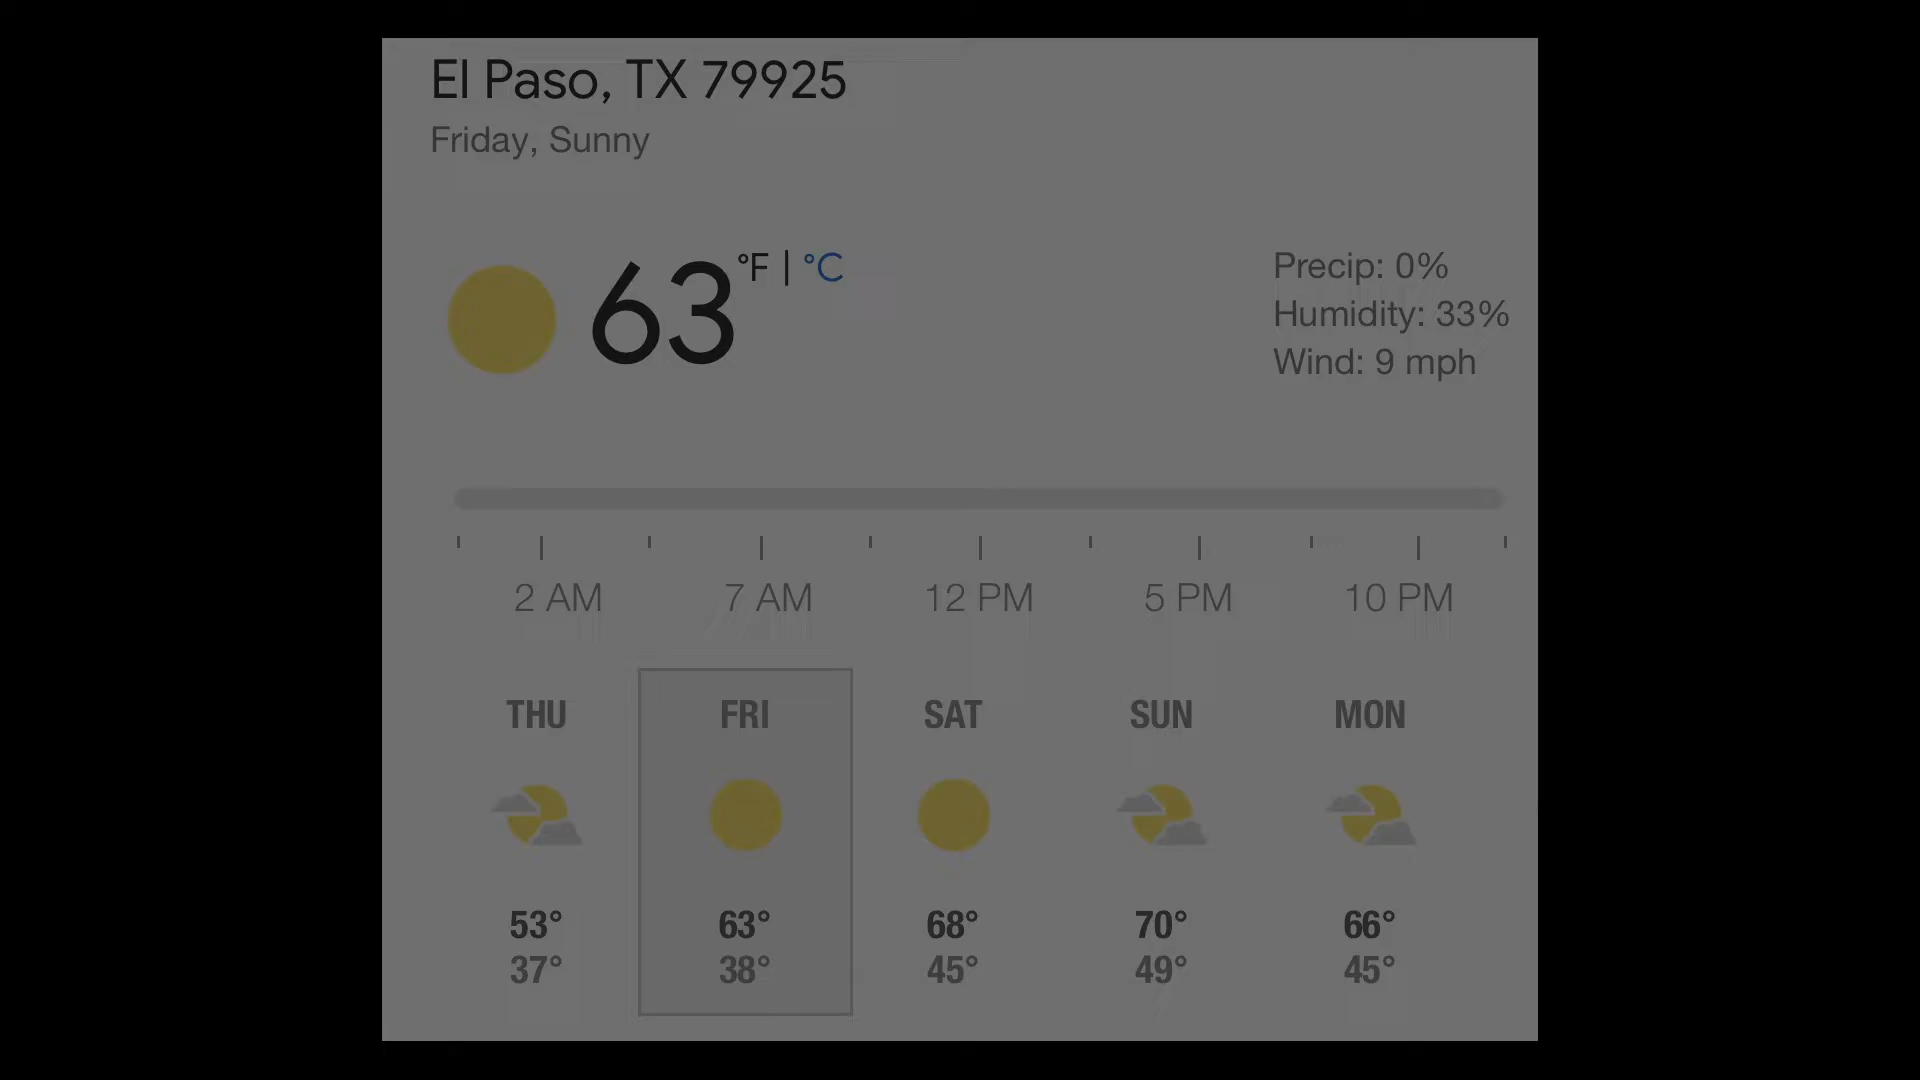 El Paso, TX 79925
Friday, Sunny
63 °F | °C
Precip: 0%
Humidity: 33%
Wind: 9 mph
2 AM 7 AM 12 PM 5 PM 10 PM
THU FRI SAT SUN MON
53° 63° 68° 70° 66°
37° 38° 45° 49° 45°